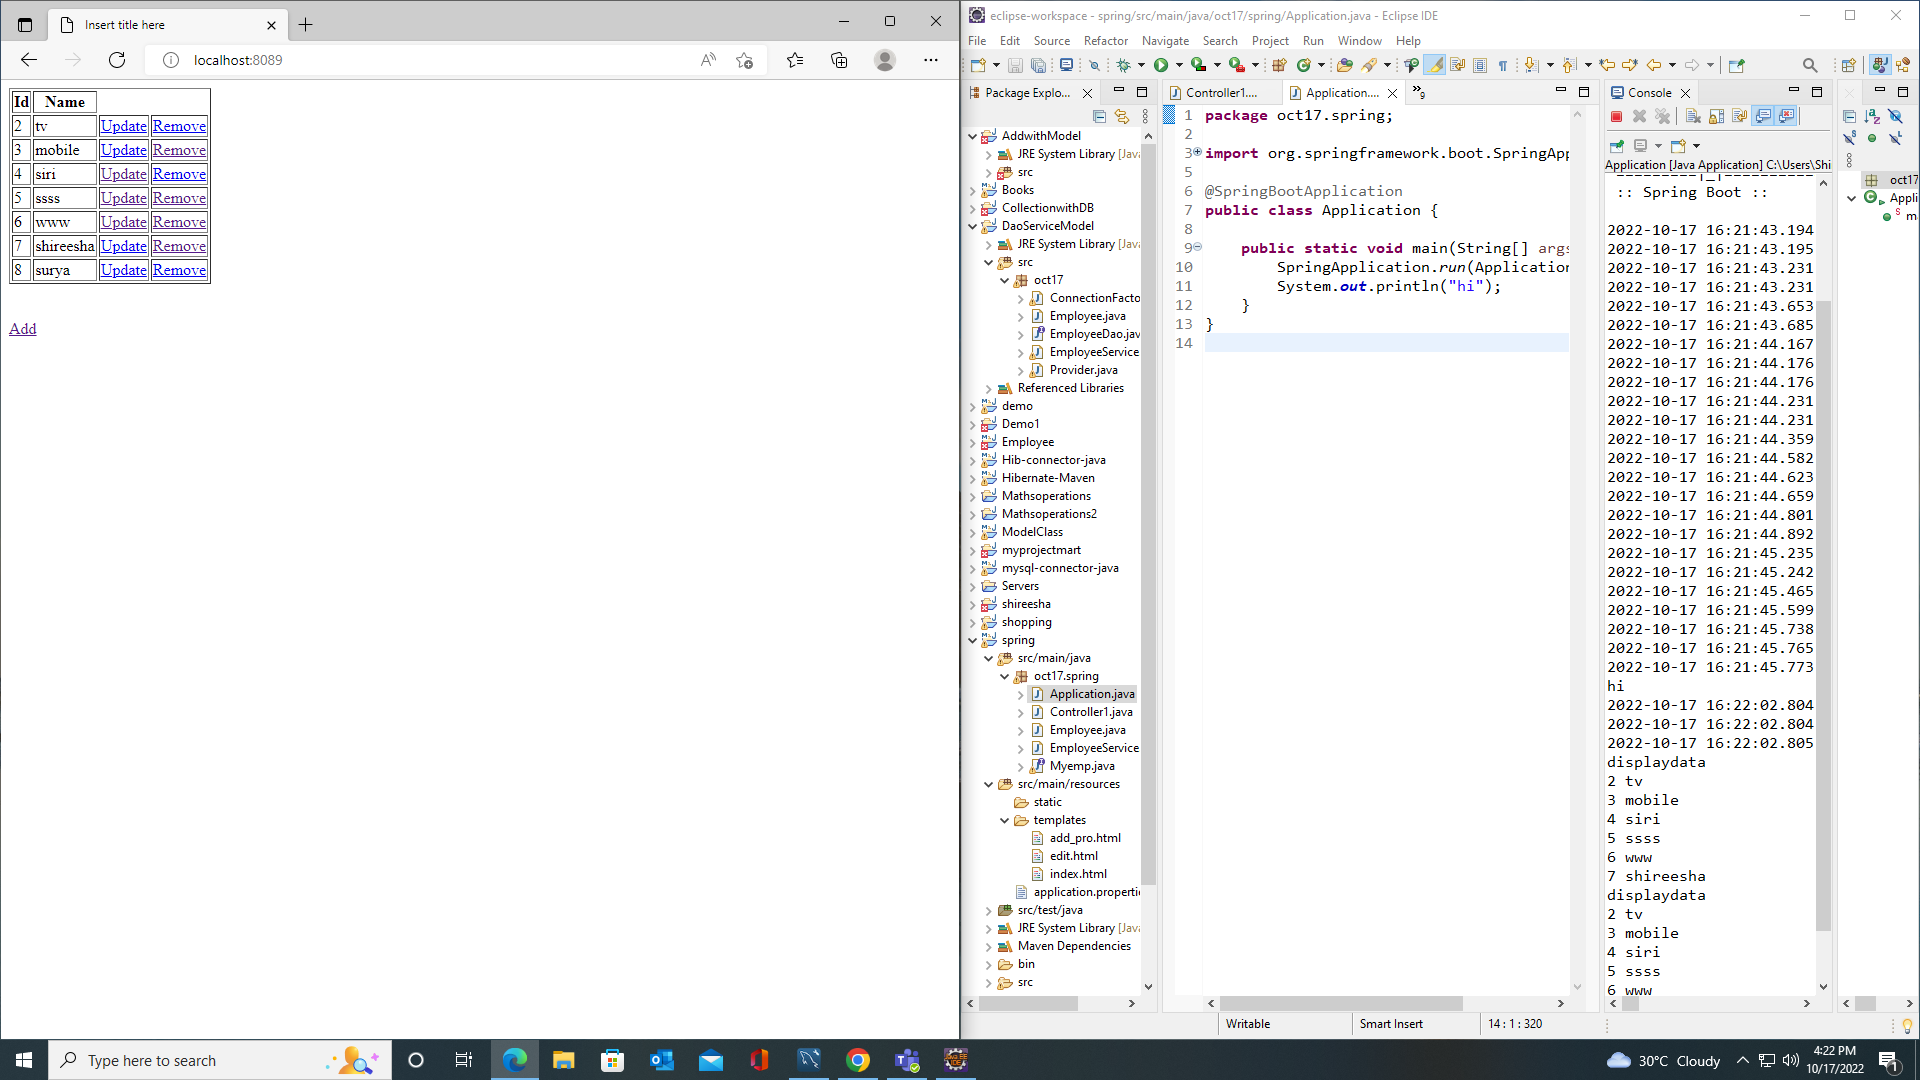 Insert title here
localhost:8089
Id Name
2 tv Update Remove
3 mobile Update Remove
4 siri Update Remove
5 ssss Update Remove
6 www Update Remove
7 shireesha Update Remove
8 surya Update Remove
Add
eclipse-workspace - spring/src/main/java/oct17/spring/Application.java - Eclipse IDE
File Edit Source Refactor Navigate Search Project Run Window Help
Package Explo...
AddwithModel
JRE System Library [Java
src
Books
CollectionwithDB
DaoServiceModel
JRE System Library [Java
src
oct17
ConnectionFacto
Employee.java
EmployeeDao.jav
EmployeeService
Provider.java
Referenced Libraries
demo
Demo1
Employee
Hib-connector-java
Hibernate-Maven
Mathsoperations
Mathsoperations2
ModelClass
myprojectmart
mysql-connector-java
Servers
shireesha
shopping
spring
src/main/java
oct17.spring
Application.java
Controller1.java
Employee.java
EmployeeService
Myemp.java
src/main/resources
static
templates
add_pro.html
edit.html
index.html
application.properti
src/test/java
JRE System Library [Java
Maven Dependencies
bin
src
Controller1.... Application.... 9
1 package oct17.spring;
2
3 import org.springframework.boot.SpringApp
5
6 @SpringBootApplication
7 public class Application {
8
9 public static void main(String[] args
10 SpringApplication.run(Application
11 System.out.println("hi");
12 }
13 }
14
Console
Application [Java Application] C:\Users\Shi
:: Spring Boot ::
2022-10-17 16:21:43.194
2022-10-17 16:21:43.195
2022-10-17 16:21:43.231
2022-10-17 16:21:43.231
2022-10-17 16:21:43.653
2022-10-17 16:21:43.685
2022-10-17 16:21:44.167
2022-10-17 16:21:44.176
2022-10-17 16:21:44.176
2022-10-17 16:21:44.231
2022-10-17 16:21:44.231
2022-10-17 16:21:44.359
2022-10-17 16:21:44.582
2022-10-17 16:21:44.623
2022-10-17 16:21:44.659
2022-10-17 16:21:44.801
2022-10-17 16:21:44.892
2022-10-17 16:21:45.235
2022-10-17 16:21:45.242
2022-10-17 16:21:45.465
2022-10-17 16:21:45.599
2022-10-17 16:21:45.738
2022-10-17 16:21:45.765
2022-10-17 16:21:45.773
hi
2022-10-17 16:22:02.804
2022-10-17 16:22:02.804
2022-10-17 16:22:02.805
displaydata
2 tv
3 mobile
4 siri
5 ssss
6 www
7 shireesha
displaydata
2 tv
3 mobile
4 siri
5 ssss
6 www
oct17
Appli
m
Writable Smart Insert 14 : 1 : 320
Type here to search
30°C Cloudy
4:22 PM
10/17/2022
1